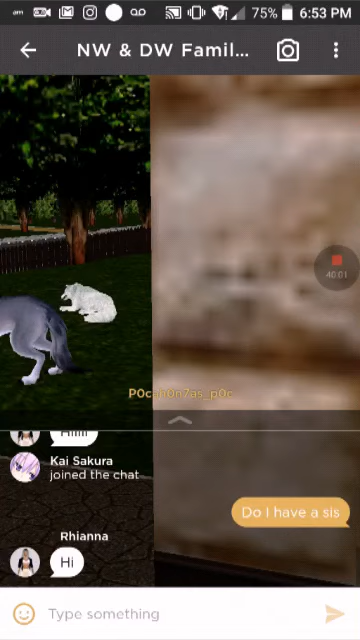 75% 6:53 PM
NW & DW Famil...
40:01
Hiiiii
Kai Sakura
joined the chat
Do I have a sis
Rhianna
Hi
Type something